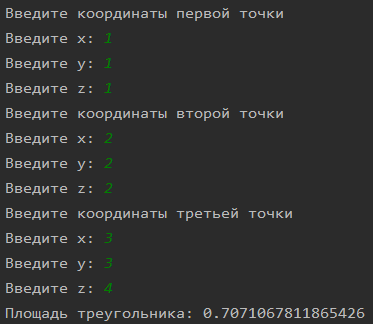 Введите координаты первой точки
Введите x: 1
Введите y: 1
Введите z: 1
Введите координаты второй точки
Введите x: 2
Введите y: 2
Введите z: 2
Введите координаты третьей точки
Введите x: 3
Введите y: 3
Введите z: 4
Площадь треугольника: 0.7071067811865426